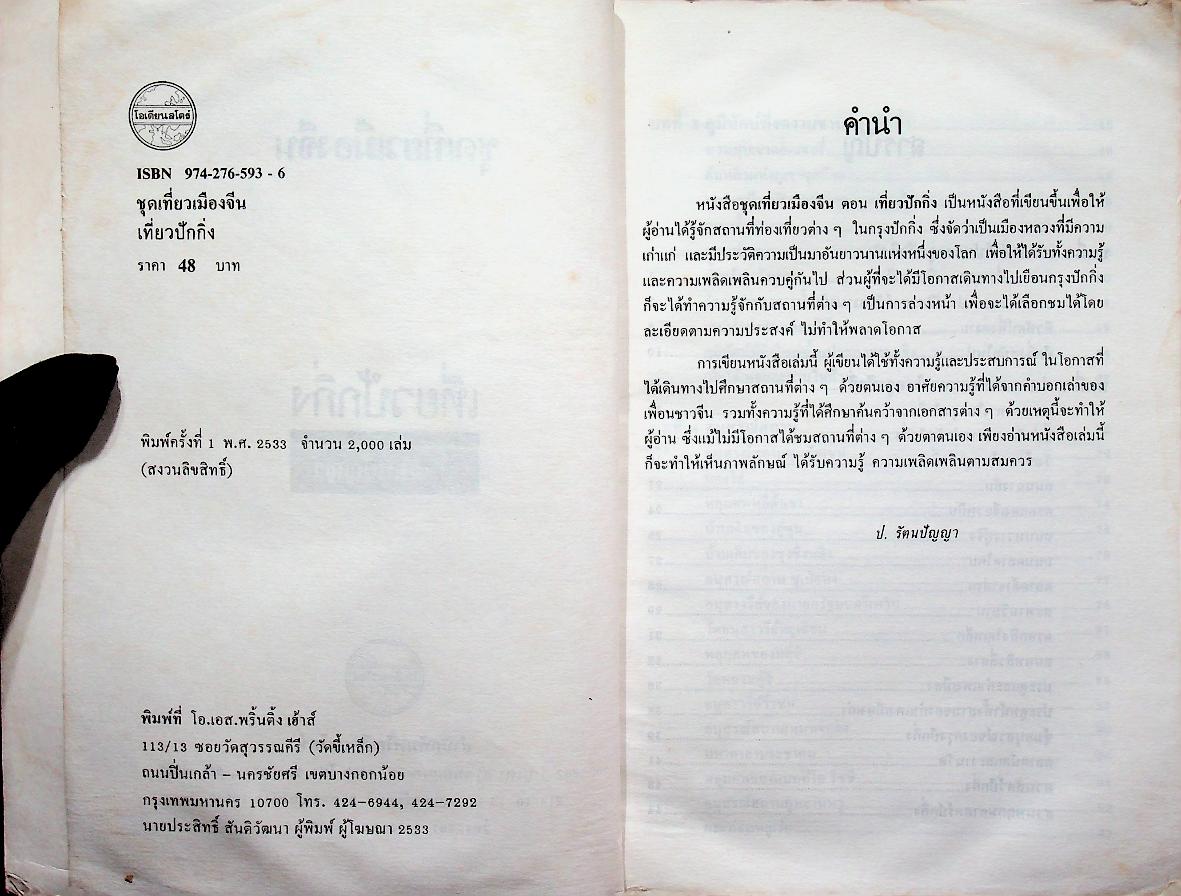 โอเดียนสโตร์
ISBN 974-276-593 - 6
ชุดเที่ยวเมืองจีน
เที่ยวปักกิ่ง
ราคา 48 บาท
พิมพ์ครั้งที่ 1 พ.ศ. 2533 จำนวน 2,000 เล่ม
(สงวนลิขสิทธิ์)
พิมพ์ที่ โอ.เอส.พริ้นติ้ง เฮ้าส์
113/13 ซอยวัดสุวรรณคีรี (วัดขี้เหล็ก)
ถนนปิ่นเกล้า – นครชัยศรี เขตบางกอกน้อย
กรุงเทพมหานคร 10700 โทร. 424-6944, 424-7292
นายประสิทธิ์ สันติวัฒนา ผู้พิมพ์ ผู้โฆษณา 2533
คำนำ
หนังสือชุดเที่ยวเมืองจีน ตอน เที่ยวปักกิ่ง เป็นหนังสือที่เขียนขึ้นเพื่อให้
ผู้อ่านได้รู้จักสถานที่ท่องเที่ยวต่าง ๆ ในกรุงปักกิ่ง ซึ่งจัดว่าเป็นเมืองหลวงที่มีความ
เก่าแก่ และมีประวัติความเป็นมาอันยาวนานแห่งหนึ่งของโลก เพื่อให้ได้รับทั้งความรู้
และความเพลิดเพลินควบคู่กันไป ส่วนผู้ที่จะได้มีโอกาสเดินทางไปเยือนกรุงปักกิ่ง
ก็จะได้ทำความรู้จักกับสถานที่ต่าง ๆ เป็นการล่วงหน้า เพื่อจะได้เลือกชมได้โดย
ละเอียดตามความประสงค์ ไม่ทำให้พลาดโอกาส
การเขียนหนังสือเล่มนี้ ผู้เขียนได้ใช้ทั้งความรู้และประสบการณ์ ในโอกาสที่
ได้เดินทางไปศึกษาสถานที่ต่าง ๆ ด้วยตนเอง อาศัยความรู้ที่ได้จากคำบอกเล่าของ
เพื่อนชาวจีน รวมทั้งความรู้ที่ได้ศึกษาค้นคว้าจากเอกสารต่าง ๆ ด้วยเหตุนี้จะทำให้
ผู้อ่าน ซึ่งแม้ไม่มีโอกาสได้ชมสถานที่ต่าง ๆ ด้วยตาตนเอง เพียงอ่านหนังสือเล่มนี้
ก็จะทำให้เห็นภาพลักษณ์ ได้รับความรู้ ความเพลิดเพลินตามสมควร
ป. รัตนปัญญา